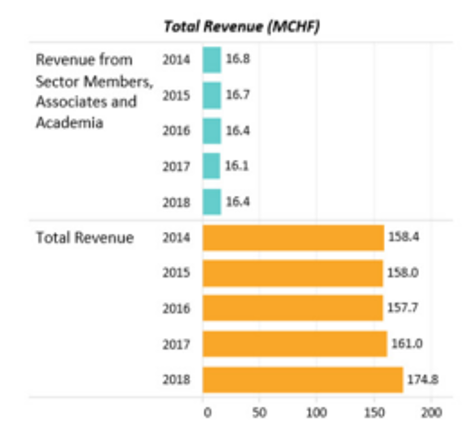 Total Revenue (MCHF)
Revenue from
Sector Members,
Associates and
Academia
2014 16.8
2015 16.7
2016 16.4
2017 16.1
2018 16.4
Total Revenue
2014 158.4
2015 158.0
2016 157.7
2017 161.0
2018 174.8
0 50 100 150 200